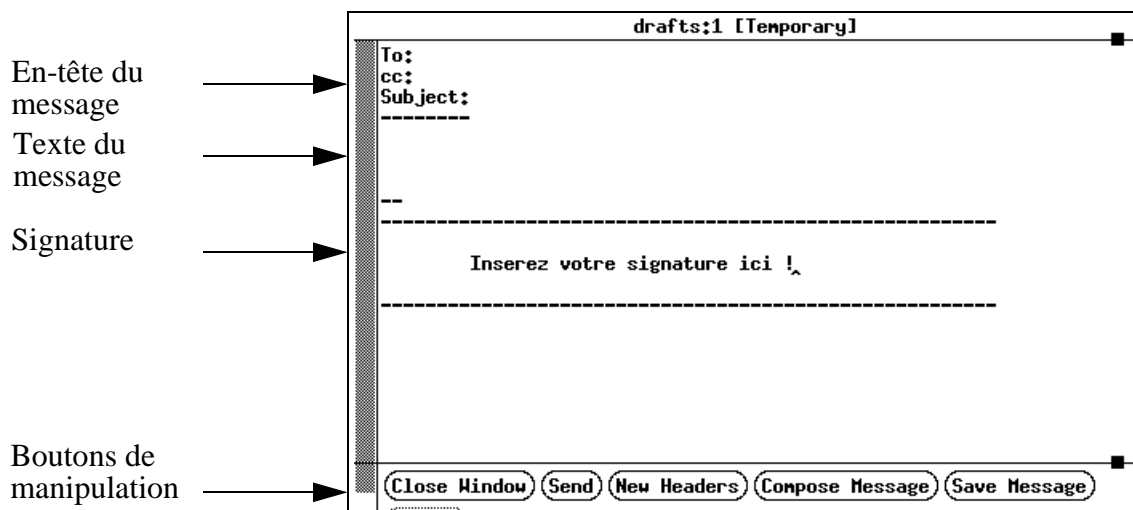 drafts:1 [Temporary]
En-tête du
message
To:
cc:
Subject:
--------
Texte du
message
--
--------------------------------------------------------
Signature
Inserez votre signature ici !^
--------------------------------------------------------
Boutons de
manipulation
Close Window Send New Headers Compose Message Save Message